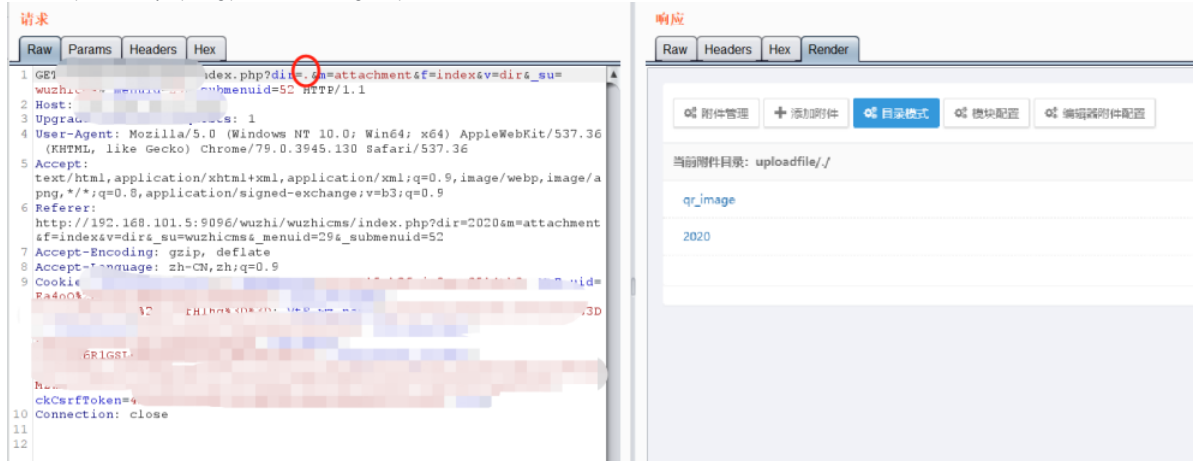 请求
Raw Params Headers Hex
1 GET dex.php?dir=.&m=attachment&f=index&v=dir&_su=
submenuid=52 HTTP/1.1
2 Host:
3 1
4 User-Agent: Mozilla/5.0 (Windows NT 10.0; Win64; x64) AppleWebKit/537.36
(KHTML, like Gecko) Chrome/79.0.3945.130 Safari/537.36
5 Accept:
text/html,application/xhtml+xml,application/xml;q=0.9,image/webp,image/a
png,*/*;q=0.8,application/signed-exchange;v=b3;q=0.9
6 Referer:
http://192.168.101.5:9096/wuzhi/wuzhicms/index.php?dir=2020&m=attachment
&f=index&v=dir&_su=wuzhicms&_menuid=29&_submenuid=52
7 Accept-Encoding: gzip, deflate
8 Accept-Language: zh-CN,zh;q=0.9
9 Cookie
6R1GSL
ckCsrfToken=
10 Connection: close
11
12
响应
Raw Headers Hex Render
附件管理 添加附件 目录模式 模块配置 编辑器附件配置
当前附件目录：uploadfile/./
qr_image
2020